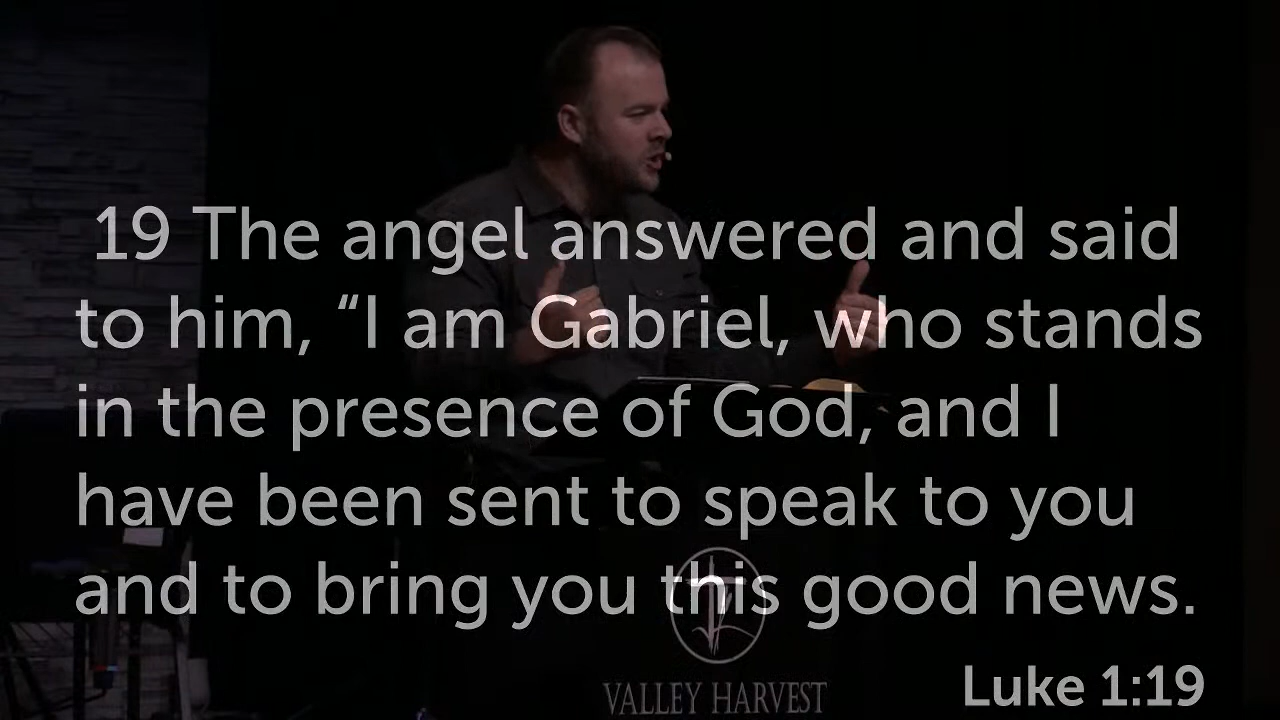 19 The angel answered and said
to him, “I am Gabriel, who stands
in the presence of God, and I
have been sent to speak to you
and to bring you this good news.
VALLEY HARVEST
Luke 1:19